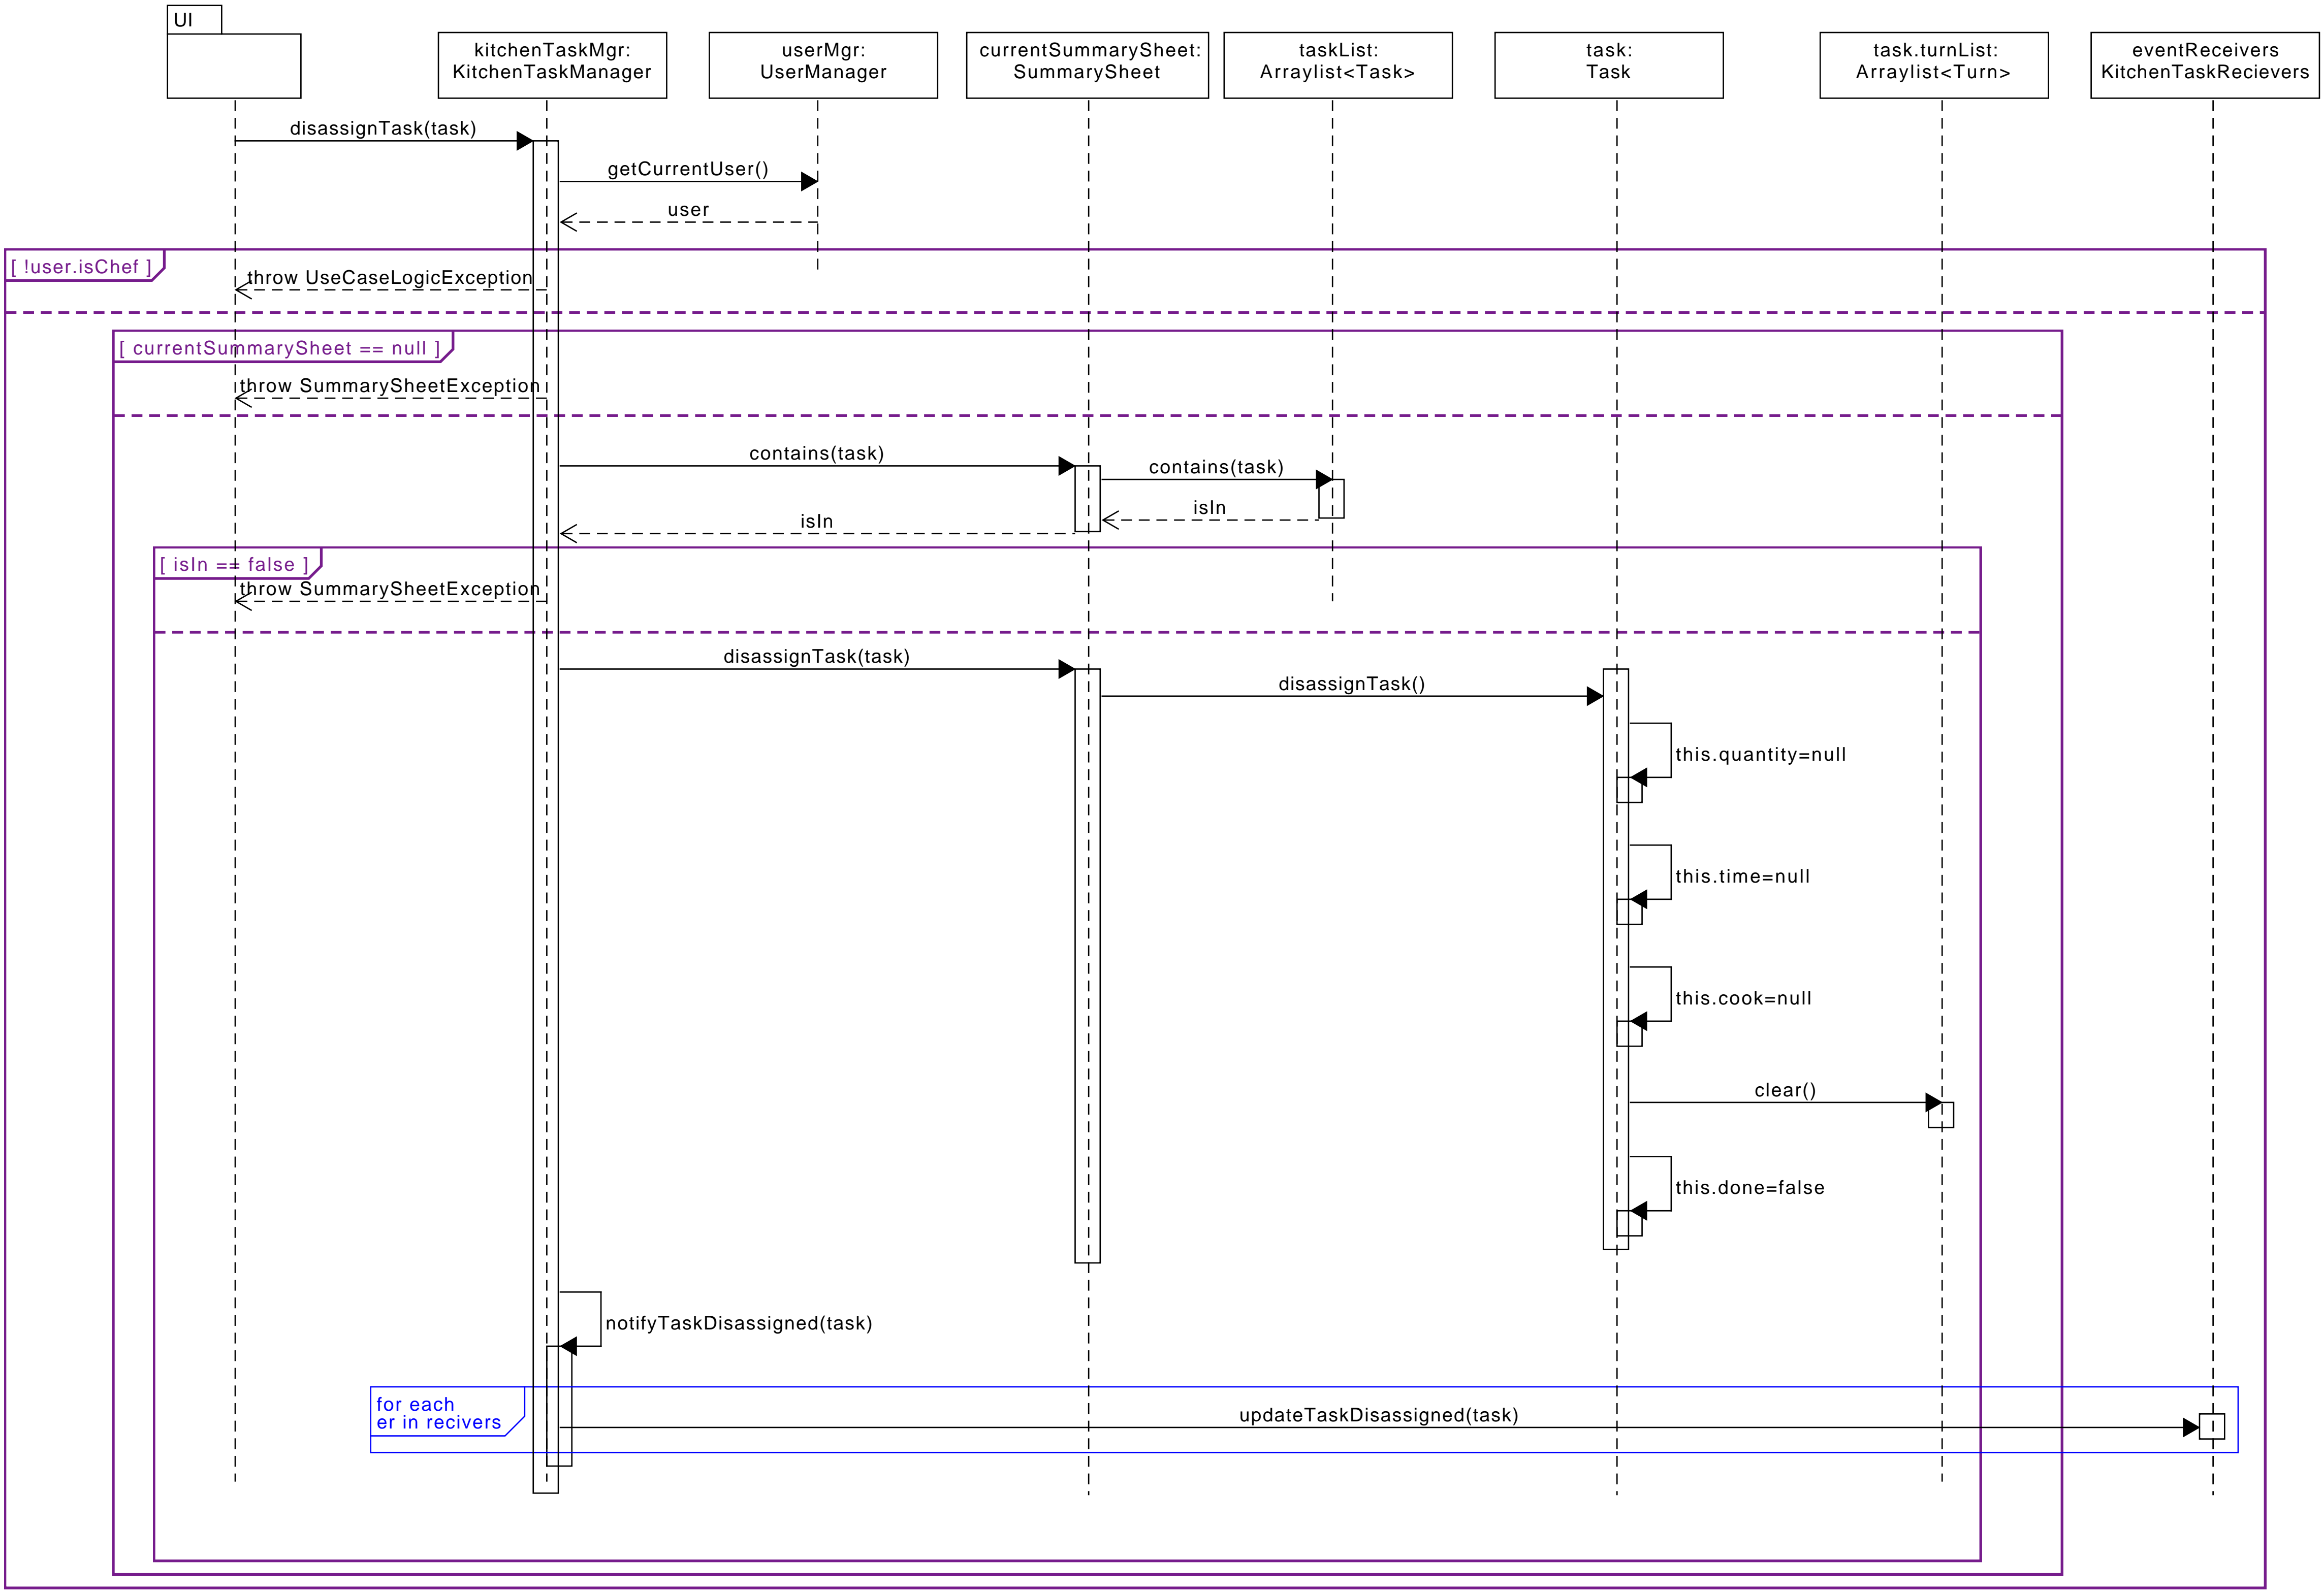 UI
kitchenTaskMgr:
KitchenTaskManager
userMgr:
UserManager
currentSummarySheet:
SummarySheet
taskList:
Arraylist<Task>
task:
Task
task.turnList:
Arraylist<Turn>
eventReceivers
KitchenTaskRecievers
disassignTask(task)
getCurrentUser()
user
[ !user.isChef ]
throw UseCaseLogicException
[ currentSummarySheet == null ]
throw SummarySheetException
contains(task)
contains(task)
isIn
isIn
[ isIn == false ]
throw SummarySheetException
disassignTask(task)
disassignTask()
this.quantity=null
this.time=null
this.cook=null
clear()
this.done=false
notifyTaskDisassigned(task)
for each
er in recivers
updateTaskDisassigned(task)